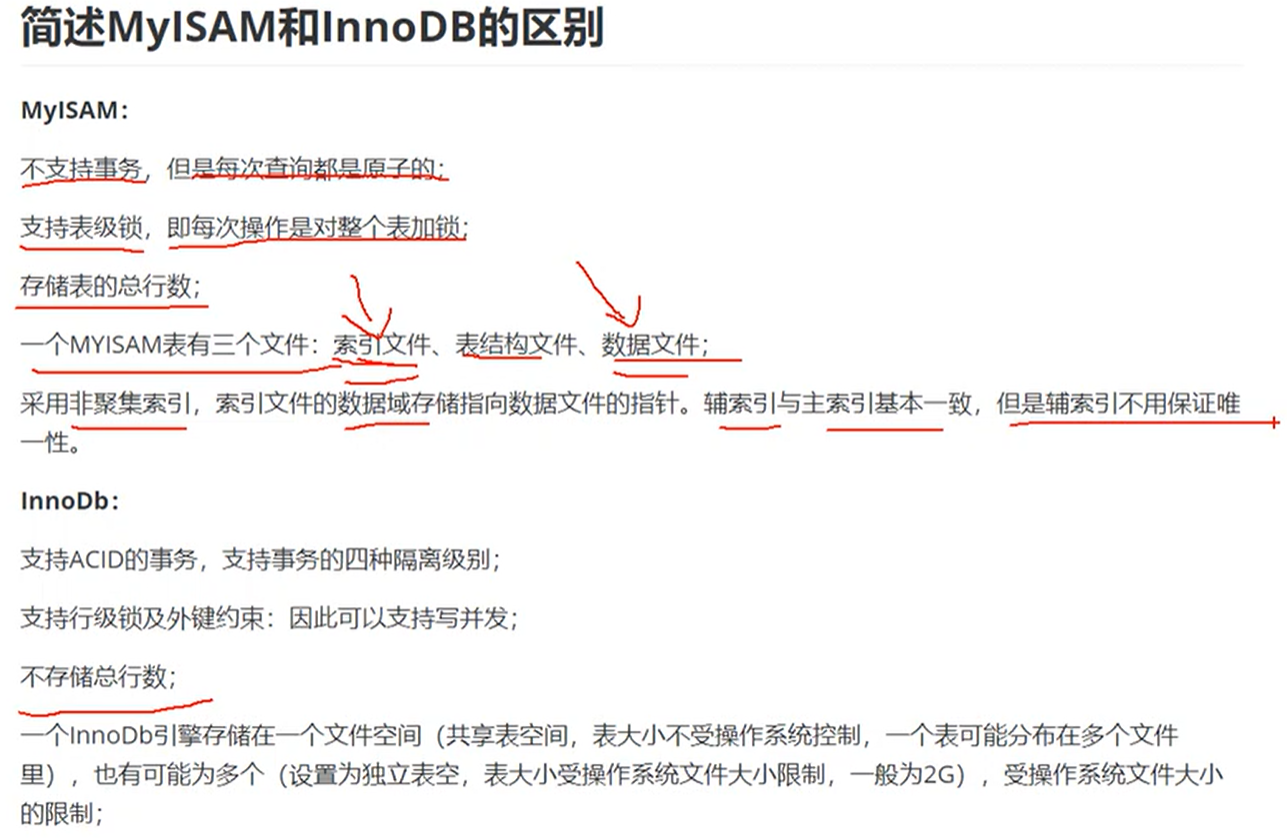 简述MyISAM和InnoDB的区别
MyISAM：
不支持事务，但是每次查询都是原子的；
支持表级锁，即每次操作是对整个表加锁；
存储表的总行数；
一个MYISAM表有三个文件：索引文件、表结构文件、数据文件；
采用非聚集索引，索引文件的数据域存储指向数据文件的指针。辅索引与主索引基本一致，但是辅索引不用保证唯
一性。
InnoDb：
支持ACID的事务，支持事务的四种隔离级别；
支持行级锁及外键约束：因此可以支持写并发；
不存储总行数；
一个InnoDb引擎存储在一个文件空间（共享表空间，表大小不受操作系统控制，一个表可能分布在多个文件
里），也有可能为多个（设置为独立表空，表大小受操作系统文件大小限制，一般为2G），受操作系统文件大小
的限制；